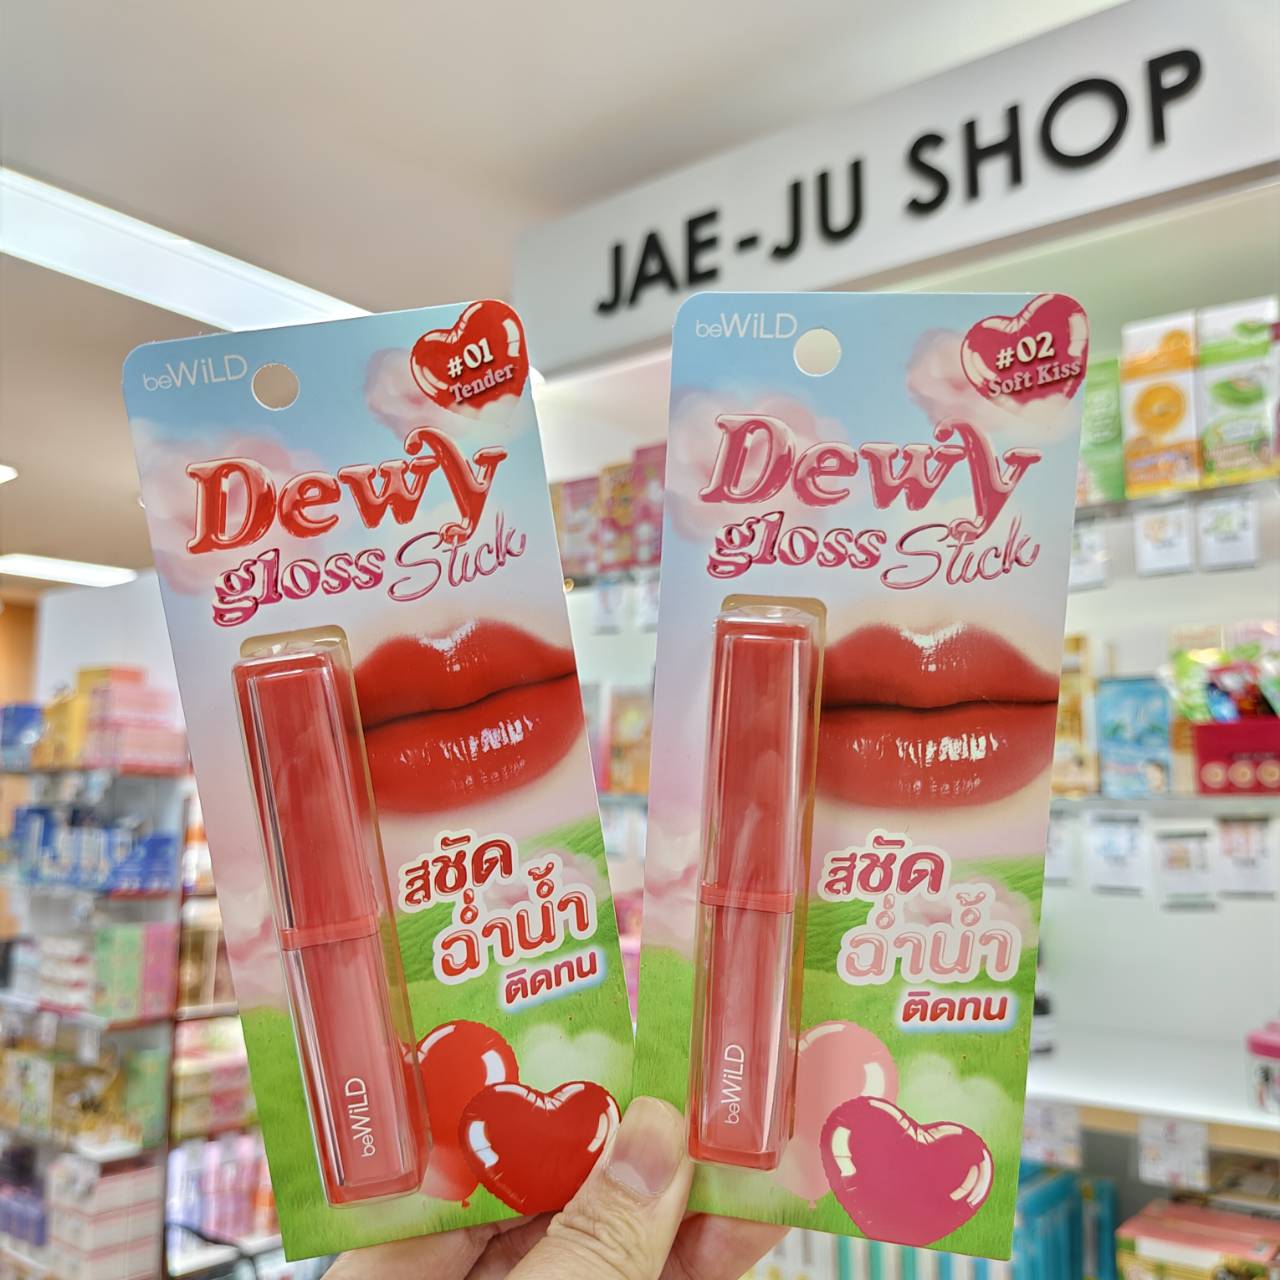 JAE-JU SHOP
beWiLD
#01
Tender
Dewy
gloss Stick
สีชัด
ฉ่ำน้ำ
ติดทน
beWiLD
beWiLD
#02
Soft Kiss
Dewy
gloss Stick
สีชัด
ฉ่ำน้ำ
ติดทน
beWiLD